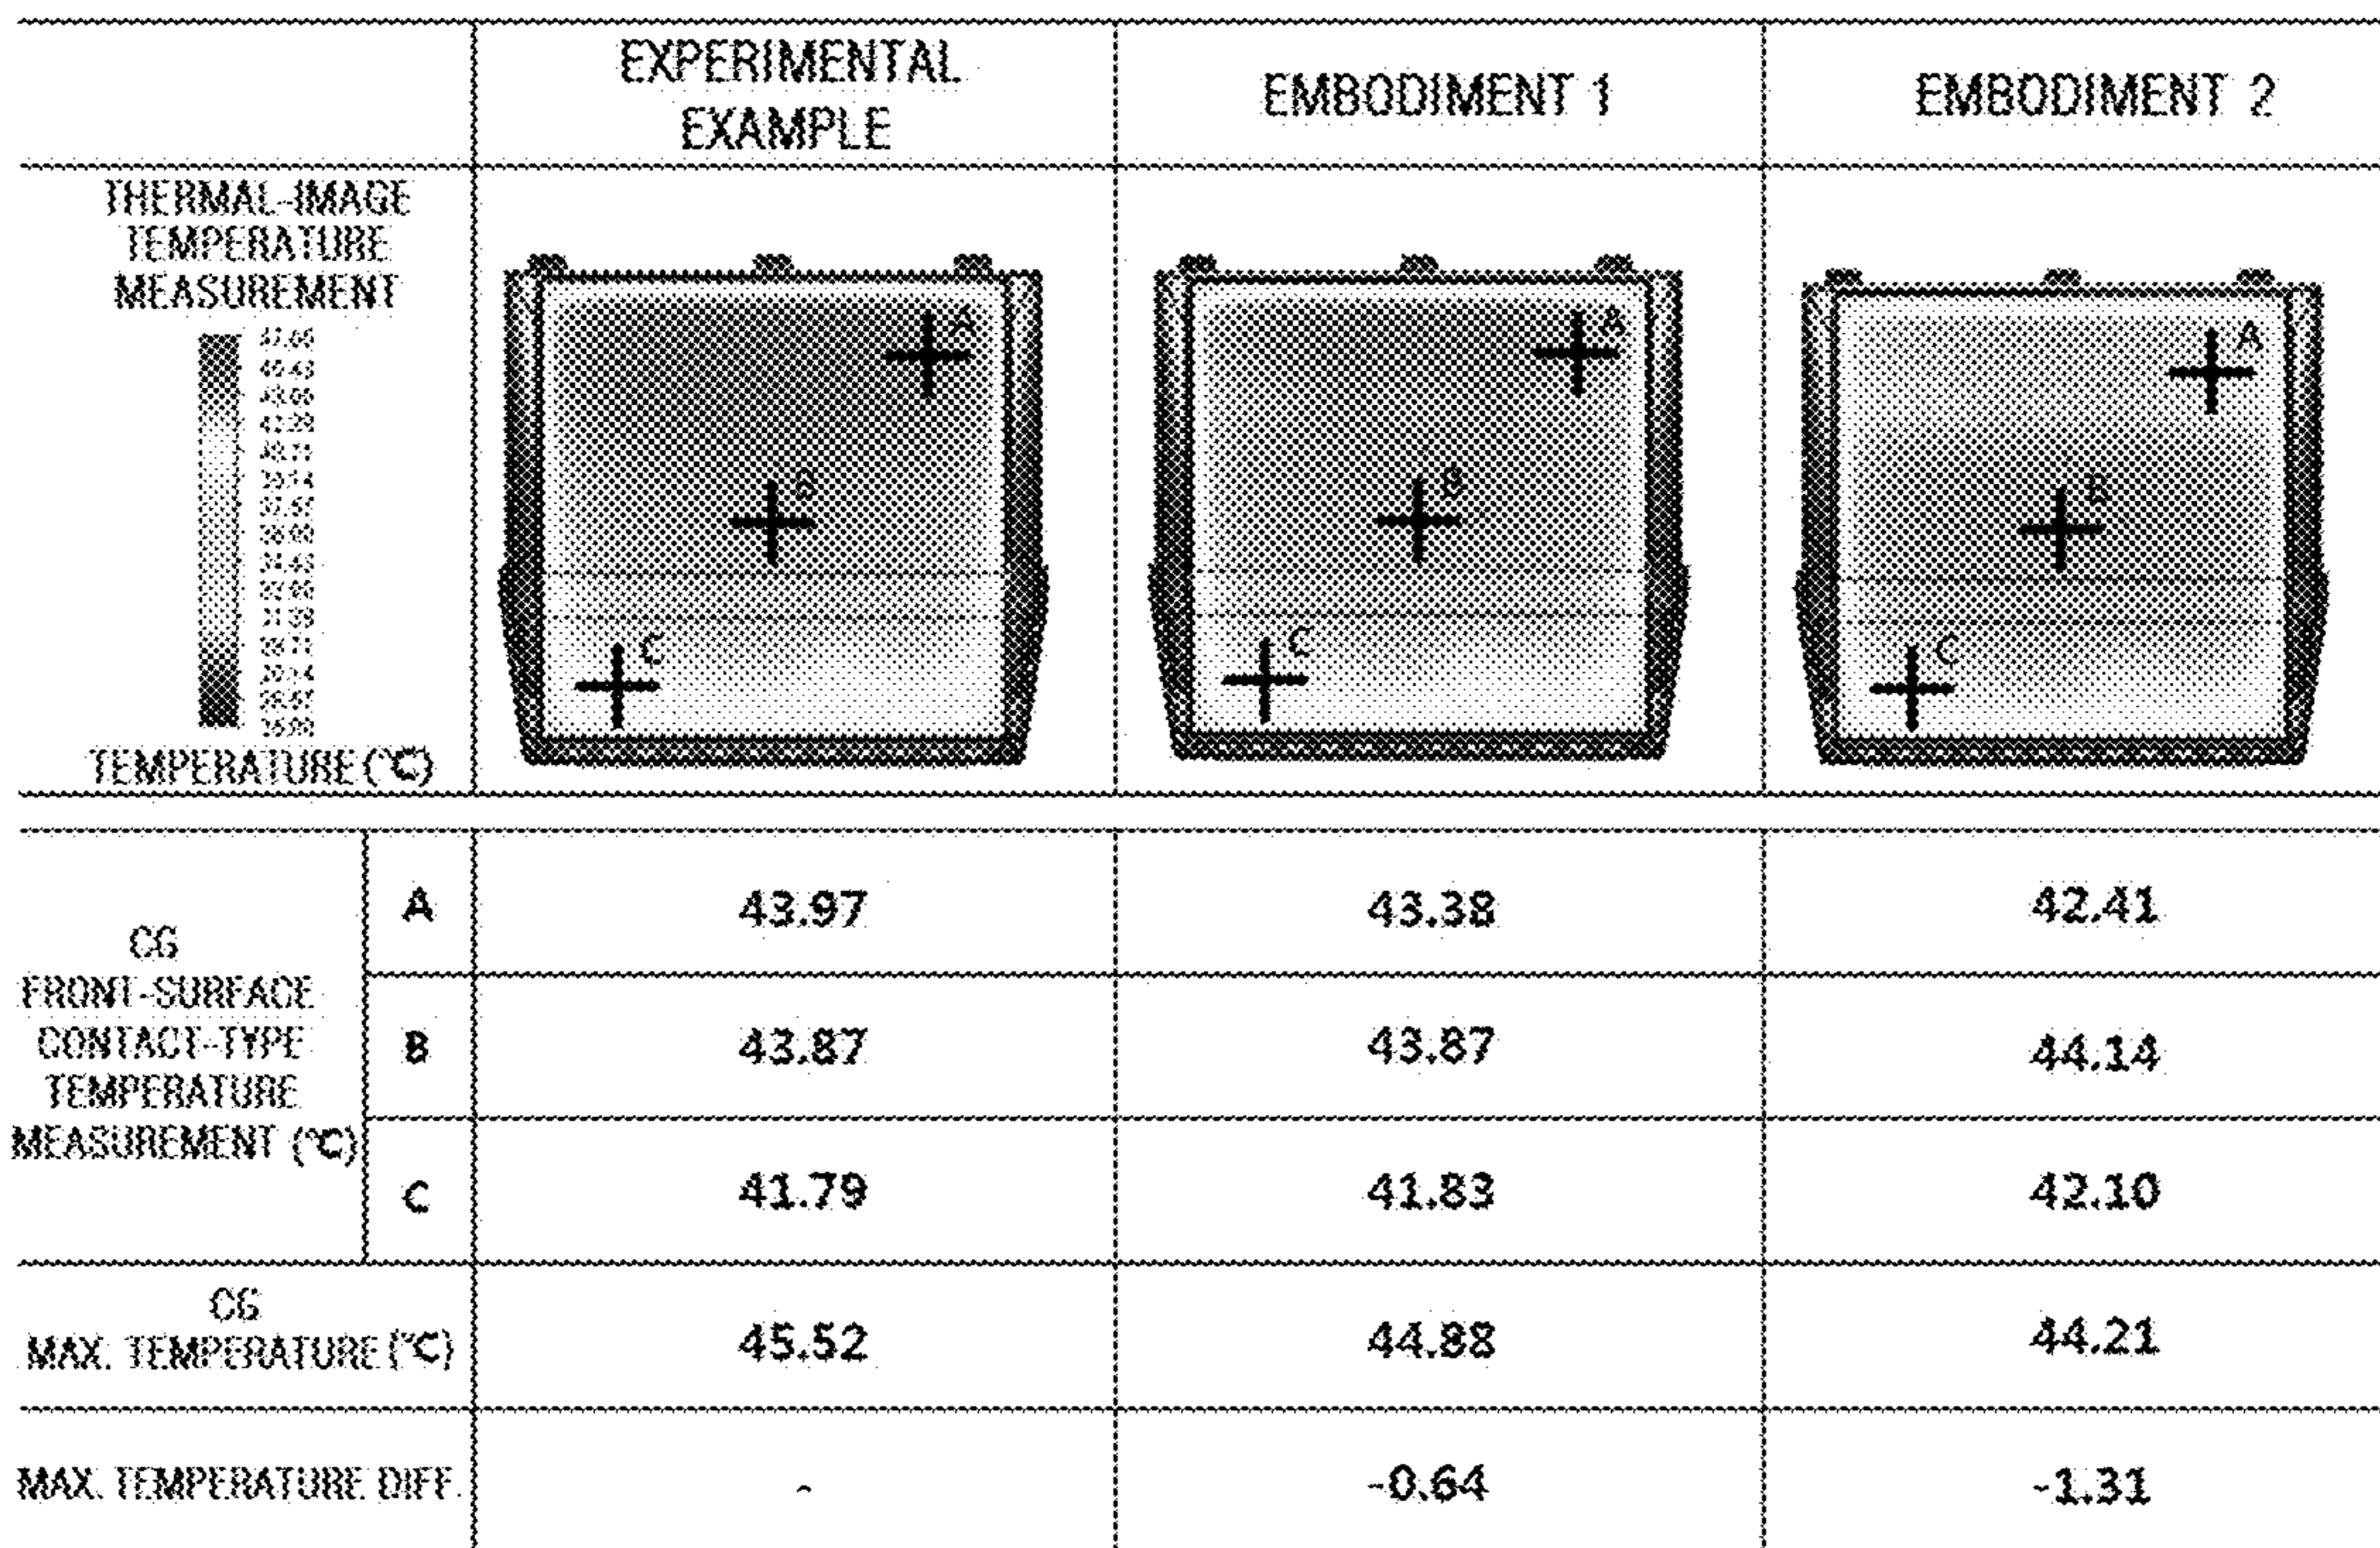 EXPERIMENTAL
EXAMPLE
EMBODIMENT 1
EMBODIMENT 2
THERMAL-IMAGE
TEMPERATURE
MEASUREMENT
TEMPERATURE (℃)
A
B
C
A
B
C
A
B
C
CG
FRONT-SURFACE
CONTACT-TYPE
TEMPERATURE
MEASUREMENT (℃)
A
43.97
43.38
42.41
B
43.87
43.87
44.14
C
41.79
41.83
42.10
CG
MAX. TEMPERATURE (℃)
45.52
44.88
44.21
MAX. TEMPERATURE DIFF.
-
-0.64
-1.31